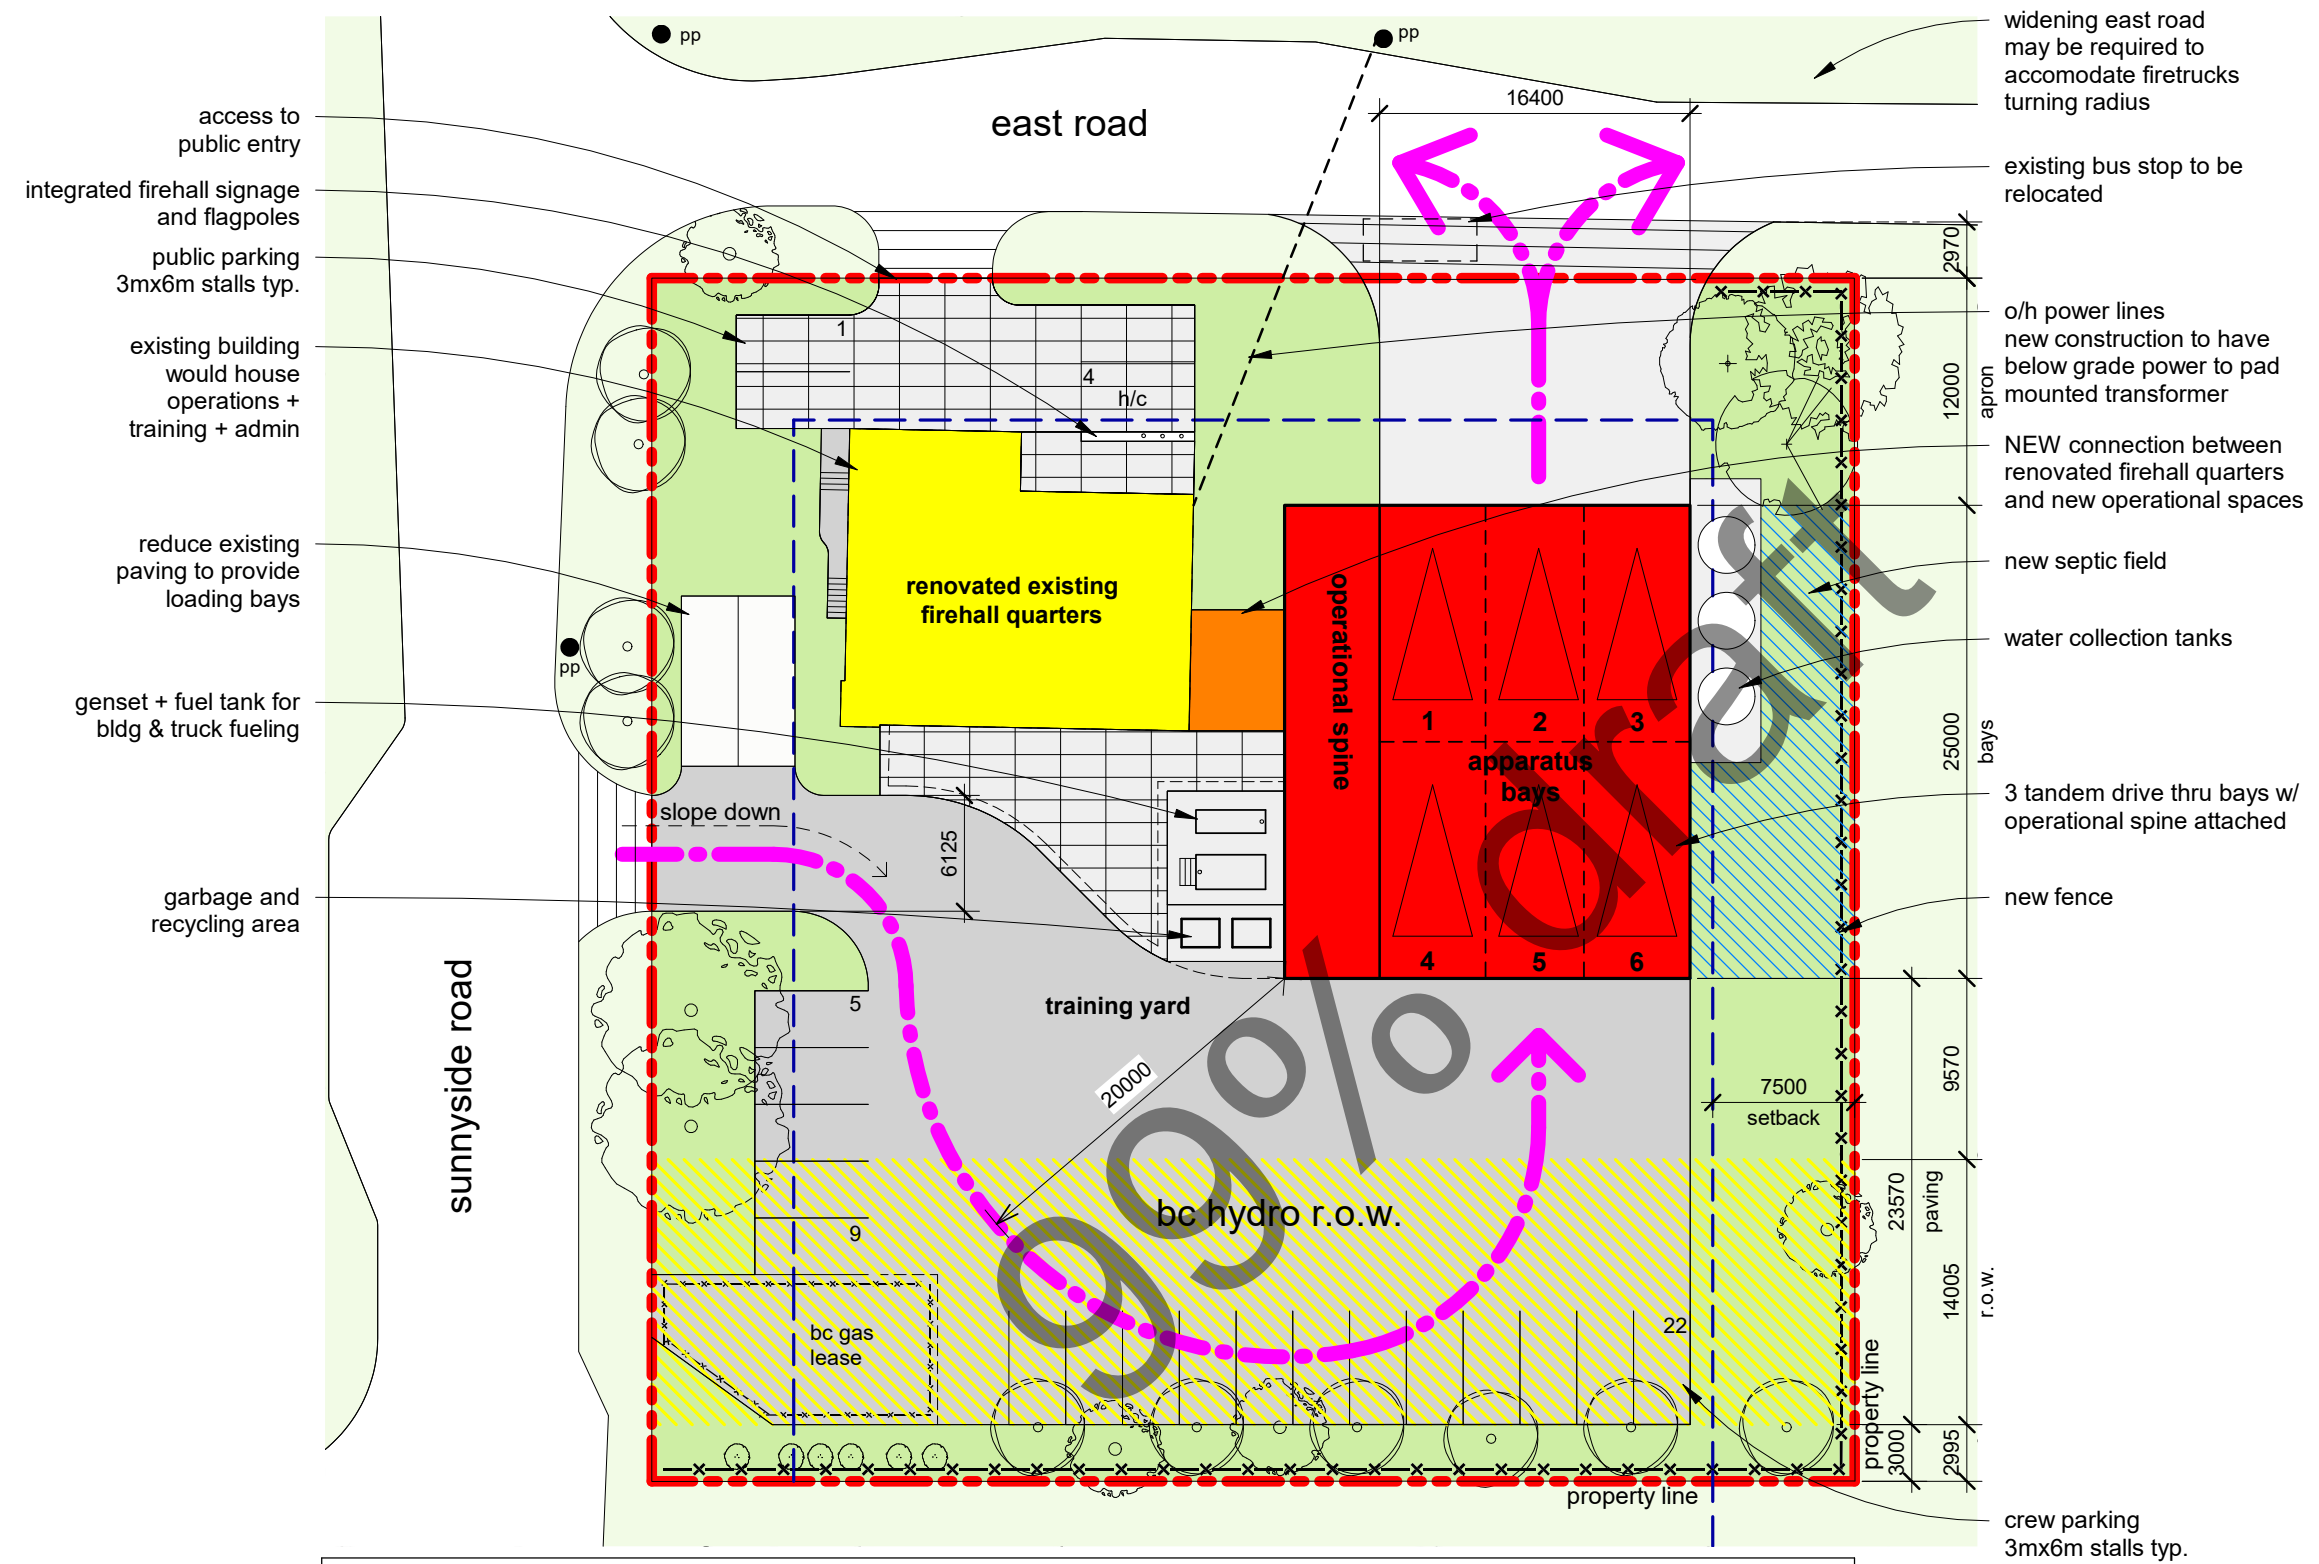 pp
pp
widening east road
may be required to
accomodate firetrucks
turning radius
16400
east road
access to
public entry
existing bus stop to be
relocated
integrated firehall signage
and flagpoles
2970
public parking
3mx6m stalls typ.
o/h power lines
new construction to have
below grade power to pad
mounted transformer
1
existing building
would house
operations +
training + admin
4
h/c
12000
apron
NEW connection between
renovated firehall quarters
and new operational spaces
reduce existing
paving to provide
loading bays
new septic field
renovated existing
firehall quarters
operational spine
water collection tanks
pp
genset + fuel tank for
bldg & truck fueling
1
2
3
apparatus
bays
25000
bays
3 tandem drive thru bays w/
operational spine attached
slope down
6125
garbage and
recycling area
new fence
4
5
6
sunnyside road
5
training yard
20000
9570
7500
setback
99% draft
bc hydro r.o.w.
23570
paving
9
14005
r.o.w.
bc gas
lease
22
property line
3000
2995
property line
crew parking
3mx6m stalls typ.